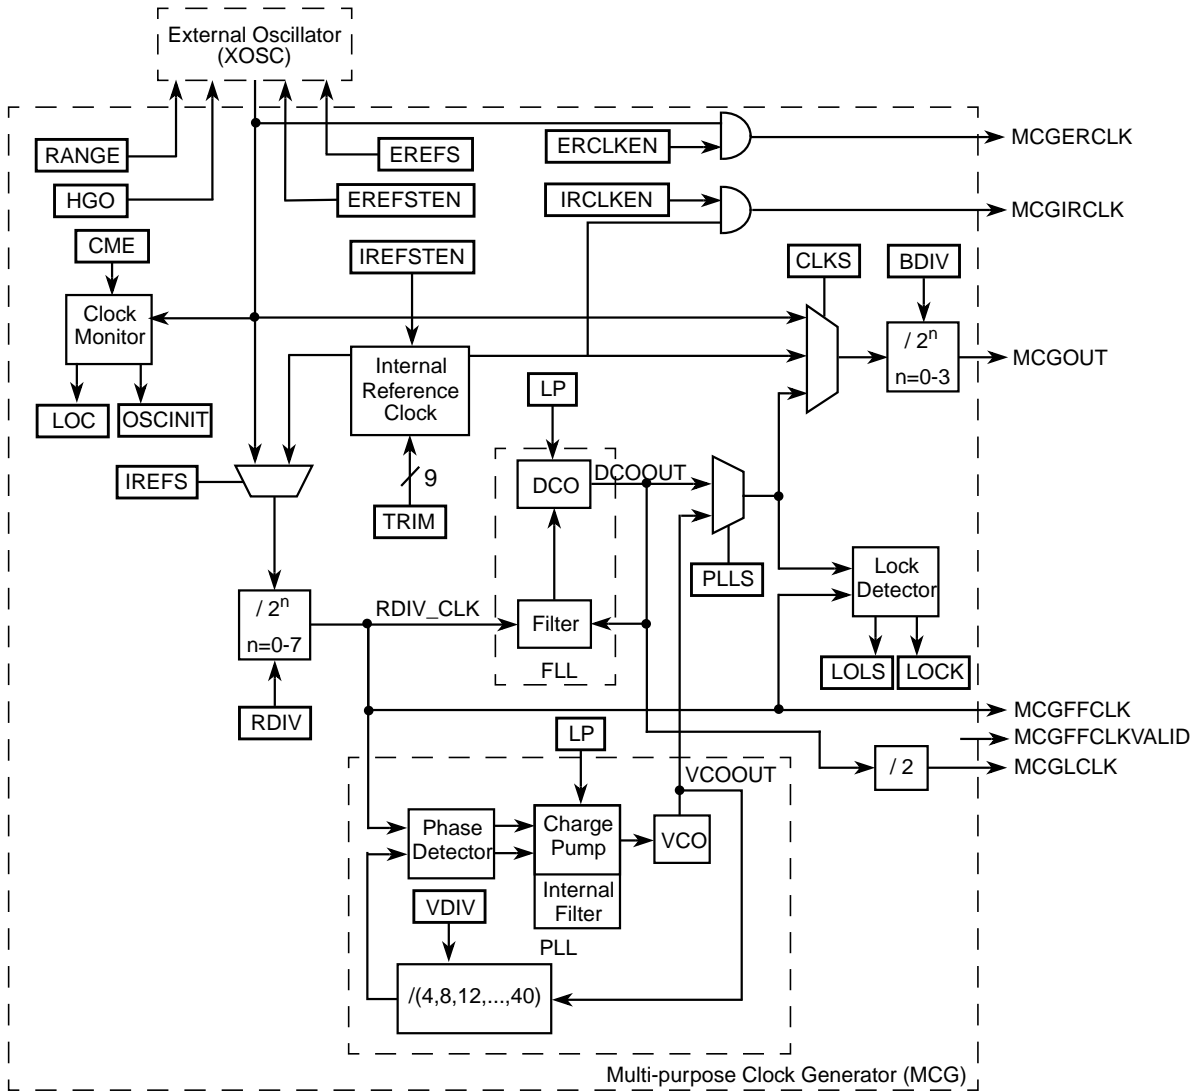 External Oscillator
(XOSC)
RANGE
EREFS
HGO
EREFSTEN
ERCLKEN
MCGERCLK
IRCLKEN
MCGIRCLK
CME
IREFSTEN
CLKS
BDIV
Clock
Monitor
/ 2ⁿ
n=0-3
MCGOUT
Internal
Reference
Clock
LP
LOC
OSCINIT
IREFS
9
TRIM
DCO
DCOOUT
PLLS
Lock
Detector
/ 2ⁿ
n=0-7
RDIV_CLK
Filter
FLL
LOLS
LOCK
RDIV
MCGFFCLK
MCGFFCLKVALID
MCGLCLK
LP
/ 2
VCOOUT
Phase
Detector
Charge
Pump
VCO
Internal
Filter
VDIV
PLL
/(4,8,12,...,40)
Multi-purpose Clock Generator (MCG)